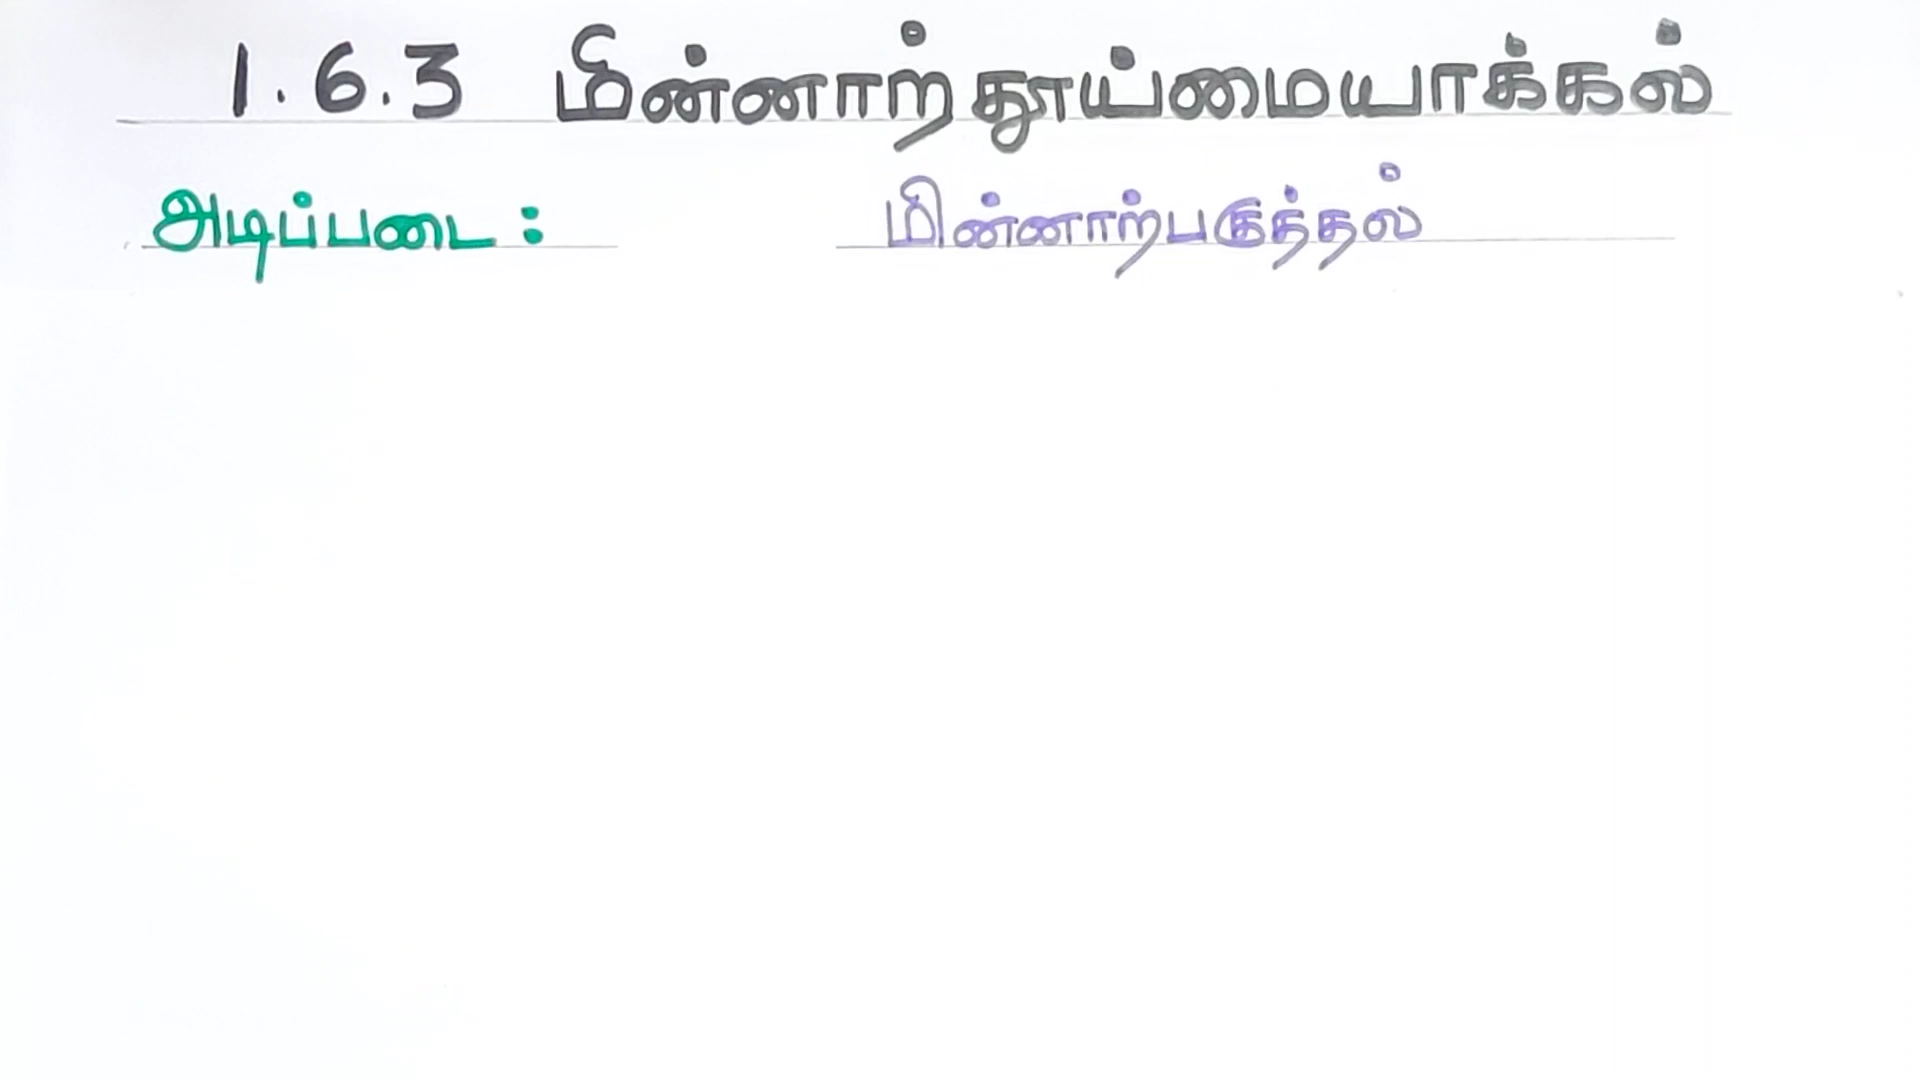 1.6.3 மின்னாற்தூய்மையாக்கல்
அடிப்படை : மின்னாற்பகுத்தல்